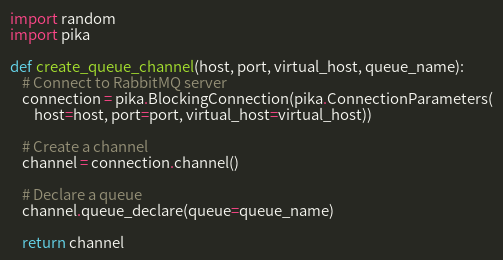 import random
import pika

def create_queue_channel(host, port, virtual_host, queue_name):
    # Connect to RabbitMQ server
    connection = pika.BlockingConnection(pika.ConnectionParameters(
        host=host, port=port, virtual_host=virtual_host))

    # Create a channel
    channel = connection.channel()

    # Declare a queue
    channel.queue_declare(queue=queue_name)

    return channel